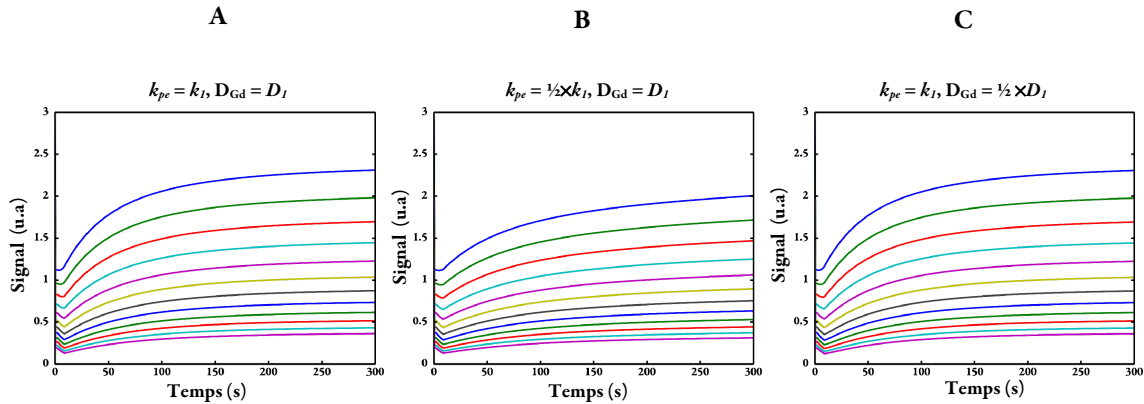 A
B
C
k_pe = k_1, D_Gd = D_1
k_pe = ½×k_1, D_Gd = D_1
k_pe = k_1, D_Gd = ½ ×D_1
Signal (u.a)
3
2.5
2
1.5
1
0.5
0
0 50 100 150 200 250 300
Temps (s)
Signal (u.a)
3
2.5
2
1.5
1
0.5
0
0 50 100 150 200 250 300
Temps (s)
Signal (u.a)
3
2.5
2
1.5
1
0.5
0
0 50 100 150 200 250 300
Temps (s)